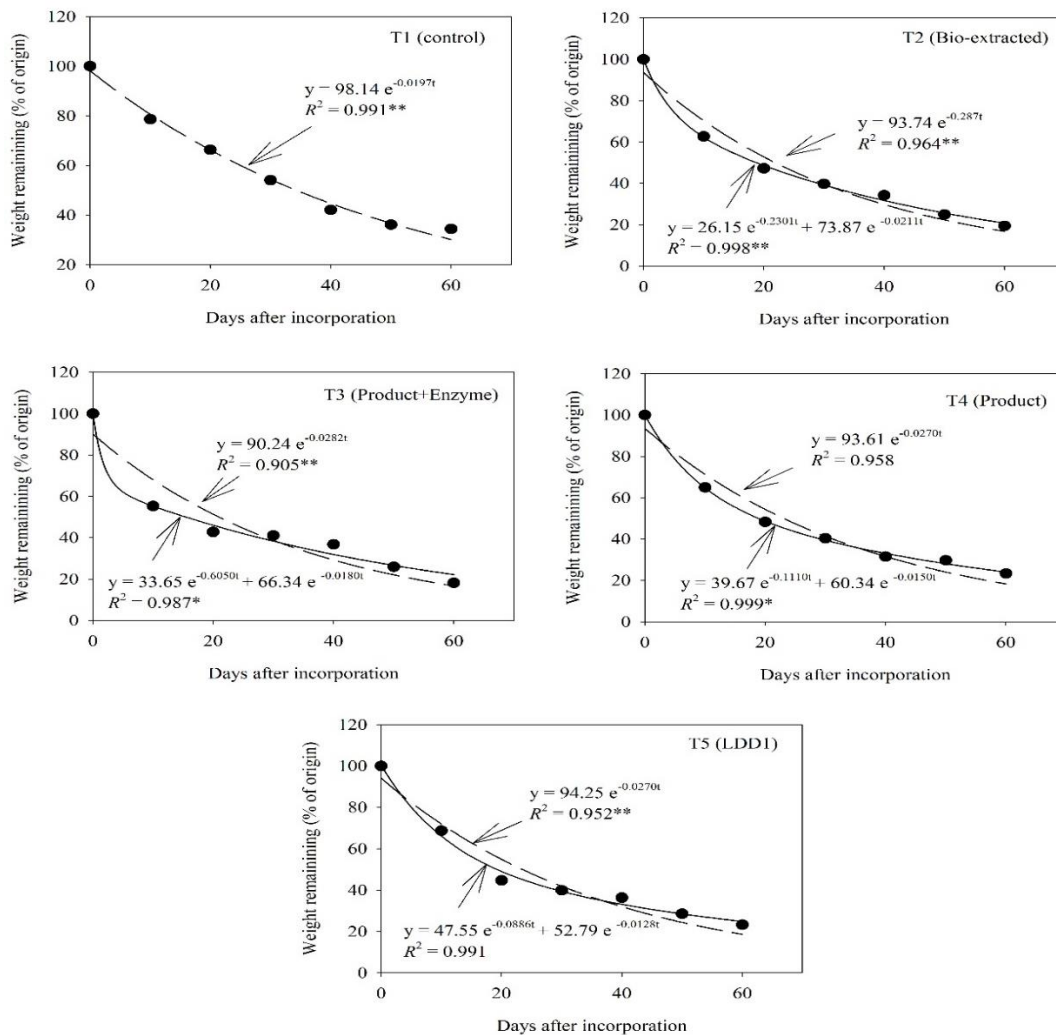 T1 (control)
Weight remainining (% of origin)
120
100
80
60
40
20
y = 98.14 e^-0.0197t
R² = 0.991**
0 20 40 60
Days after incorporation
T2 (Bio-extracted)
Weight remainining (% of origin)
120
100
80
60
40
20
0
y = 93.74 e^-0.287t
R² = 0.964**
y = 26.15 e^-0.2301t + 73.87 e^-0.0211t
R² = 0.998**
0 20 40 60
Days after incorporation
T3 (Product+Enzyme)
Weight remainining (% of origin)
120
100
80
60
40
20
0
y = 90.24 e^-0.0282t
R² = 0.905**
y = 33.65 e^-0.6050t + 66.34 e^-0.0180t
R² = 0.987*
0 20 40 60
Days after incorporation
T4 (Product)
Weight remainining (% of origin)
120
100
80
60
40
20
0
y = 93.61 e^-0.0270t
R² = 0.958
y = 39.67 e^-0.1110t + 60.34 e^-0.0150t
R² = 0.999*
0 20 40 60
Days after incorporation
T5 (LDD1)
Weight remainining (% of origin)
120
100
80
60
40
20
0
y = 94.25 e^-0.0270t
R² = 0.952**
y = 47.55 e^-0.0886t + 52.79 e^-0.0128t
R² = 0.991
0 20 40 60
Days after incorporation